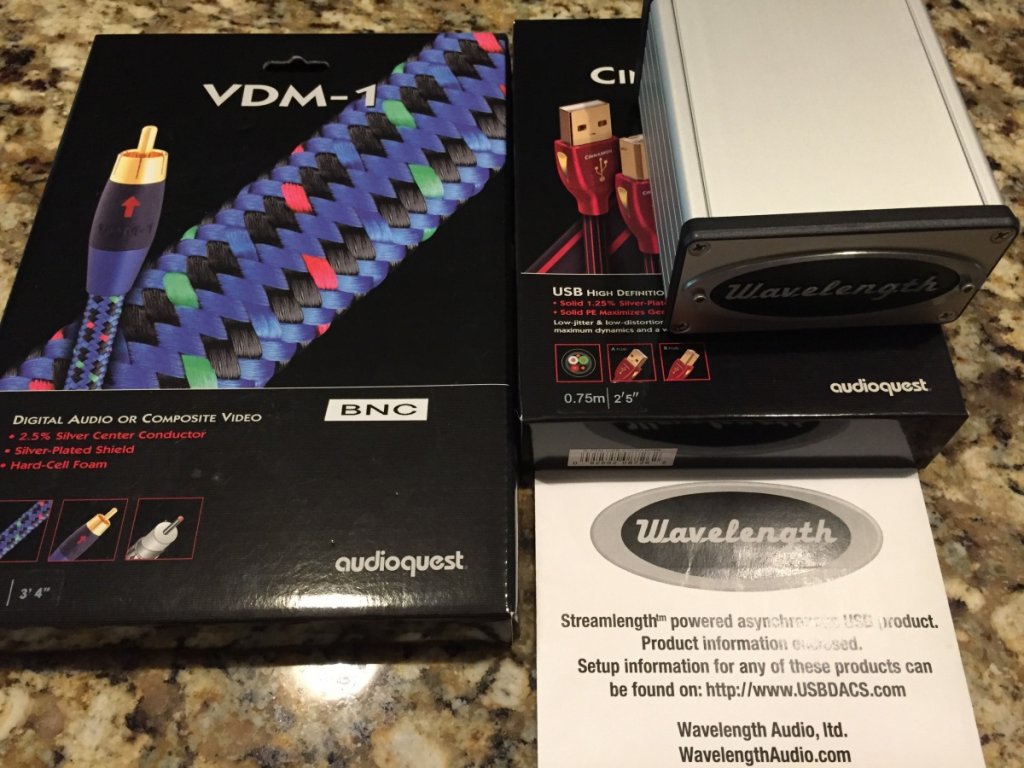 VDM-1
DIGITAL AUDIO OR COMPOSITE VIDEO
BNC
• 2.5% Silver Center Conductor
• Silver-Plated Shield
• Hard-Cell Foam
audioquest
3' 4"
CINNAMON
USB HIGH DEFINITIO
• Solid 1.25% Silver-Plat
• Solid PE Maximizes Geo
Low-jitter & low-distortion
maximum dynamics and a
0.75m 2'5"
audioquest
Wavelength
Wavelength
Streamlength™ powered USB product.
Product information enclosed.
Setup information for any of these products can
be found on: http://www.USBDACS.com
Wavelength Audio, ltd.
WavelengthAudio.com